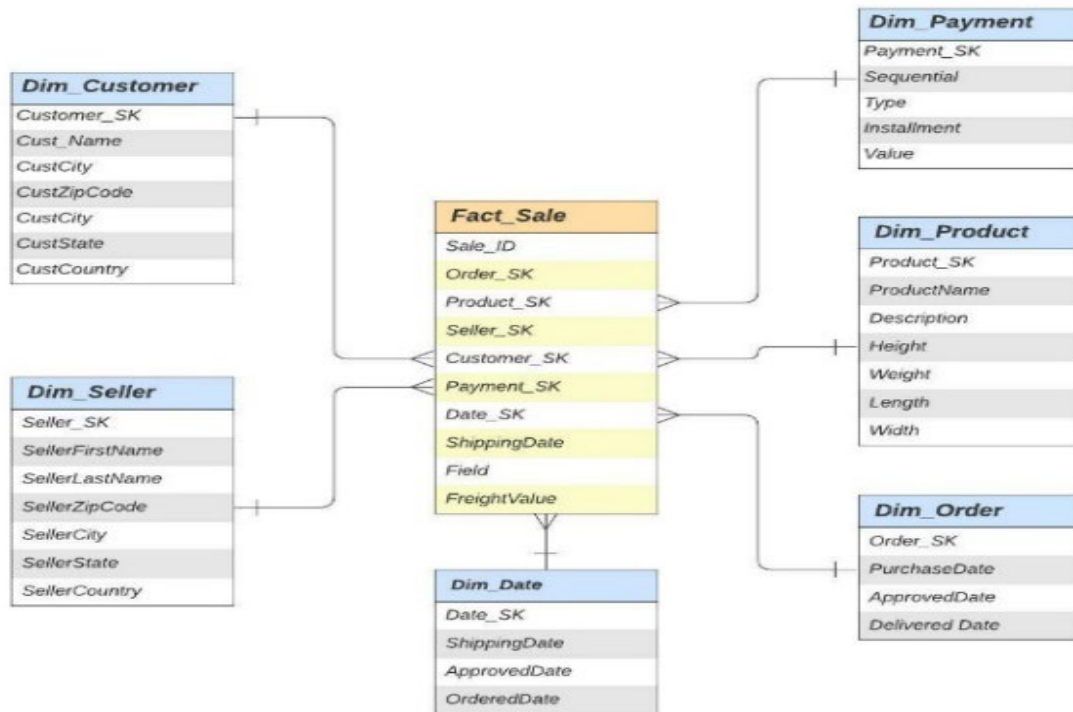 Dim_Customer
Customer_SK
Cust_Name
CustCity
CustZipCode
CustCity
CustState
CustCountry
Dim_Seller
Seller_SK
SellerFirstName
SellerLastName
SellerZipCode
SellerCity
SellerState
SellerCountry
Fact_Sale
Sale_ID
Order_SK
Product_SK
Seller_SK
Customer_SK
Payment_SK
Date_SK
ShippingDate
Field
FreightValue
Dim_Date
Date_SK
ShippingDate
ApprovedDate
OrderedDate
Dim_Payment
Payment_SK
Sequential
Type
Installment
Value
Dim_Product
Product_SK
ProductName
Description
Height
Weight
Length
Width
Dim_Order
Order_SK
PurchaseDate
ApprovedDate
Delivered Date